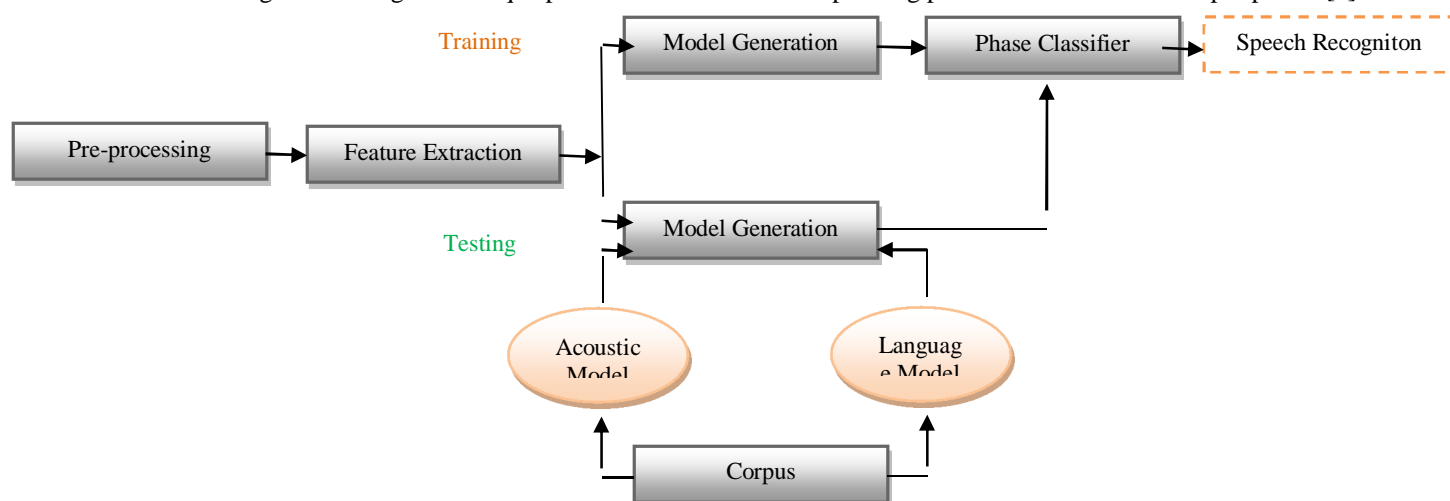 Training
Model Generation
Phase Classifier
Speech Recogniton
Pre-processing
Feature Extraction
Testing
Model Generation
Acoustic
Model
Languag
e Model
Corpus